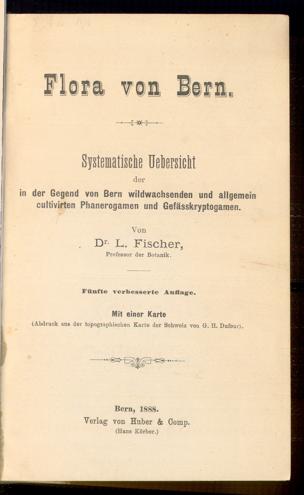 Flora von Bern.
Systematische Uebersicht
der
in der Gegend von Bern wildwachsenden und allgemein
cultivirten Phanerogamen und Gefässkryptogamen.
Von
Dr. L. Fischer,
Professor der Botanik.
Fünfte verbesserte Auflage.
Mit einer Karte
(Abdruck aus der topographischen Karte der Schweiz von G. H. Dufour).
Bern, 1888.
Verlag von Huber & Comp.
(Hans Körber.)